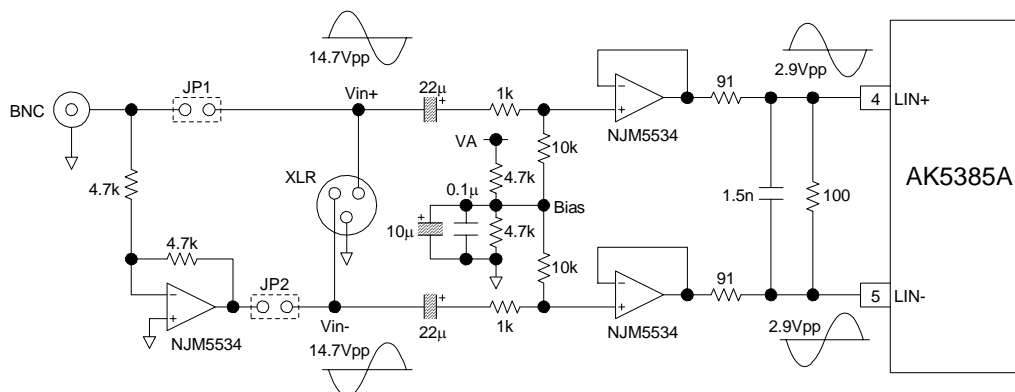 14.7Vpp
2.9Vpp
BNC
JP1
Vin+
22μ
+
1k
+
−
NJM5534
91
4
LIN+
4.7k
XLR
VA
10k
4.7k
0.1μ
Bias
+
10μ
4.7k
10k
1.5n
100
AK5385A
4.7k
−
+
NJM5534
JP2
Vin-
14.7Vpp
22μ
+
1k
−
+
NJM5534
91
5
LIN-
2.9Vpp